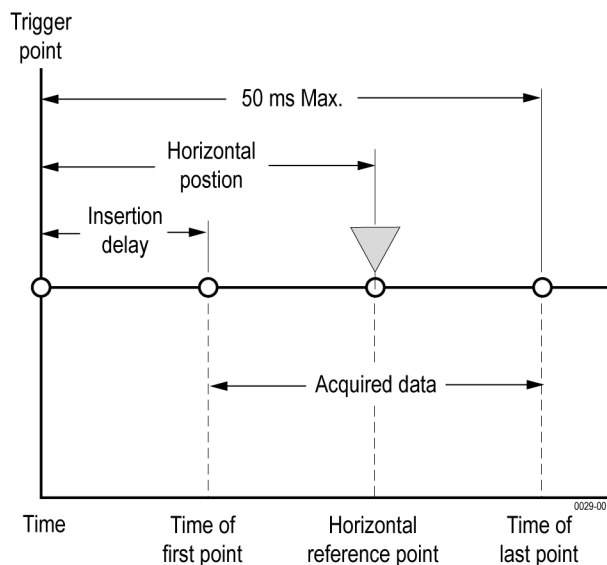 Trigger
point
50 ms Max.
Horizontal
postion
Insertion
delay
Acquired data
0029-00
Time
Time of
first point
Horizontal
reference point
Time of
last point